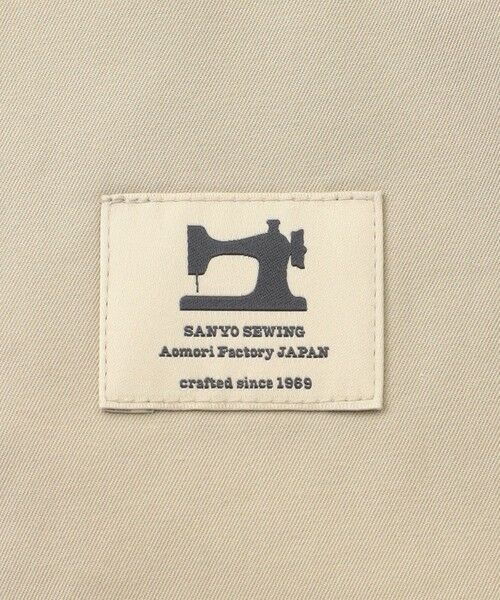 SANYO SEWING
Aomori Factory JAPAN
crafted since 1969